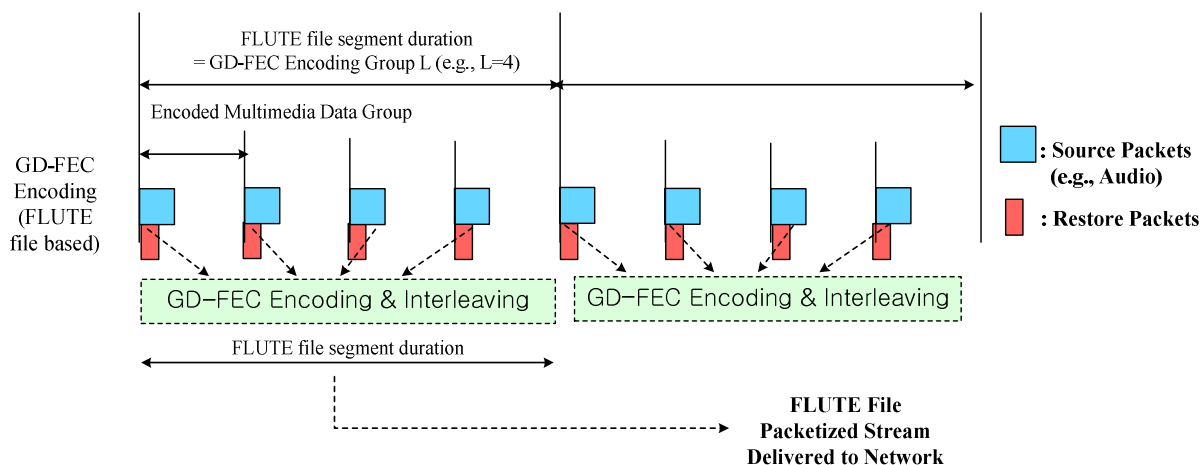 FLUTE file segment duration
= GD-FEC Encoding Group L (e.g., L=4)
Encoded Multimedia Data Group
GD-FEC
Encoding
(FLUTE
file based)
: Source Packets
(e.g., Audio)
: Restore Packets
GD-FEC Encoding & Interleaving
GD-FEC Encoding & Interleaving
FLUTE file segment duration
FLUTE File
Packetized Stream
Delivered to Network